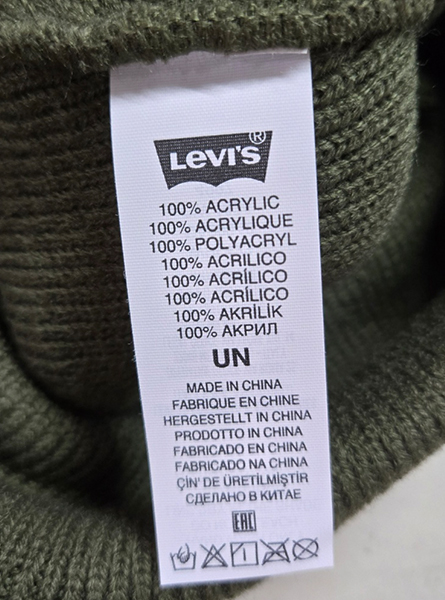 Levi's®
100% ACRYLIC
100% ACRYLIQUE
100% POLYACRYL
100% ACRILICO
100% ACRÍLICO
100% ACRÍLICO
100% AKRİLİK
100% АКРИЛ
UN
MADE IN CHINA
FABRIQUE EN CHINE
HERGESTELLT IN CHINA
PRODOTTO IN CHINA
FABRICADO EN CHINA
FABRICADO NA CHINA
ÇIN' DE ÜRETİLMİŞTİR
СДЕЛАНО В КИТАЕ
EAC